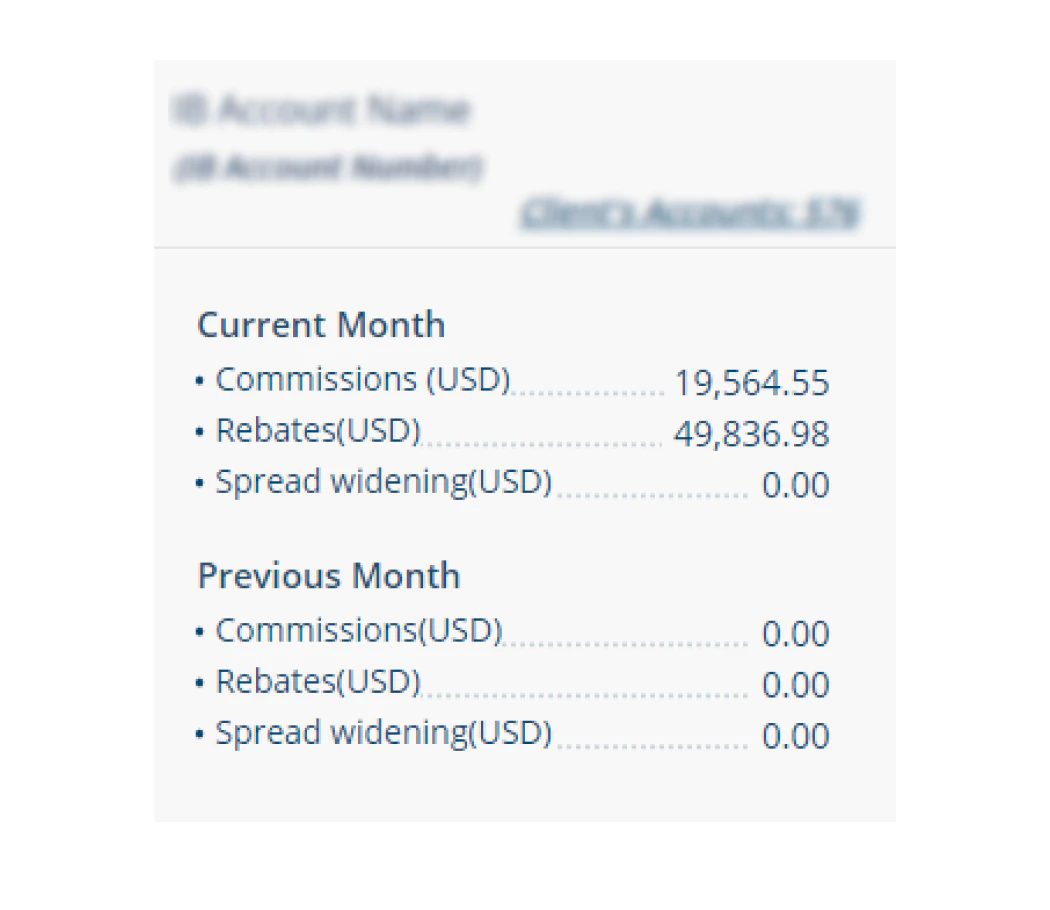 IB Account Name
(IB Account Number)
Client's Accounts: 576
Current Month
• Commissions (USD) 19,564.55
• Rebates(USD) 49,836.98
• Spread widening(USD) 0.00
Previous Month
• Commissions(USD) 0.00
• Rebates(USD) 0.00
• Spread widening(USD) 0.00